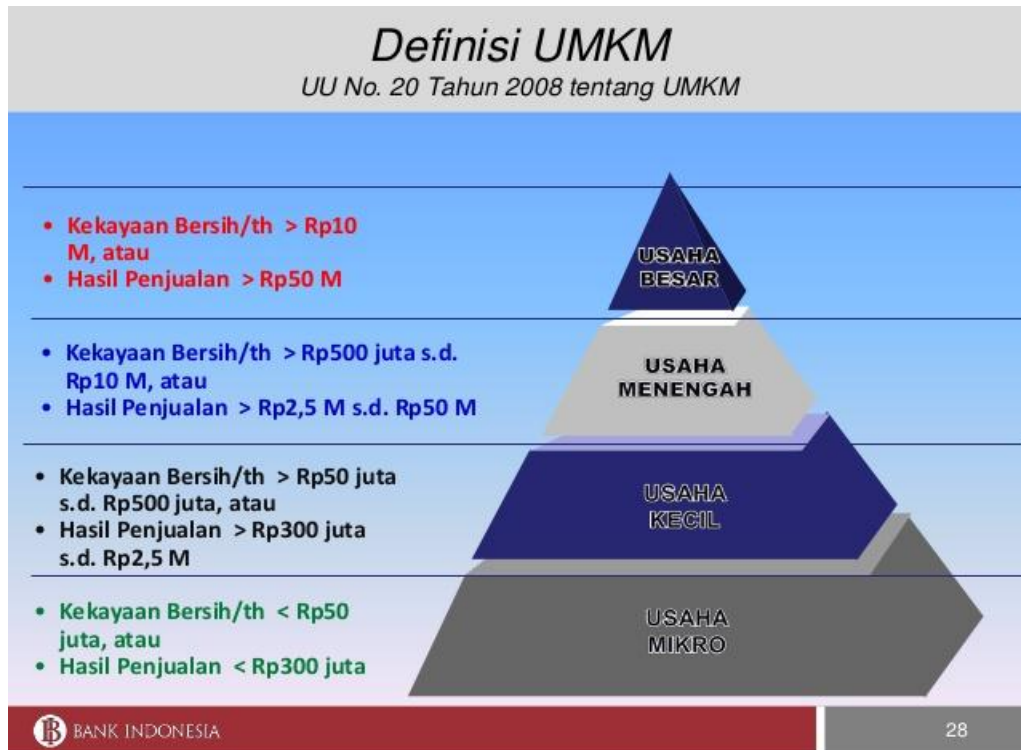 Definisi UMKM
UU No. 20 Tahun 2008 tentang UMKM
• Kekayaan Bersih/th > Rp10
M, atau
• Hasil Penjualan > Rp50 M
USAHA
BESAR
• Kekayaan Bersih/th > Rp500 juta s.d.
Rp10 M, atau
• Hasil Penjualan > Rp2,5 M s.d. Rp50 M
USAHA
MENENGAH
• Kekayaan Bersih/th > Rp50 juta
s.d. Rp500 juta, atau
• Hasil Penjualan > Rp300 juta
s.d. Rp2,5 M
USAHA
KECIL
• Kekayaan Bersih/th < Rp50
juta, atau
• Hasil Penjualan < Rp300 juta
USAHA
MIKRO
BANK INDONESIA
28